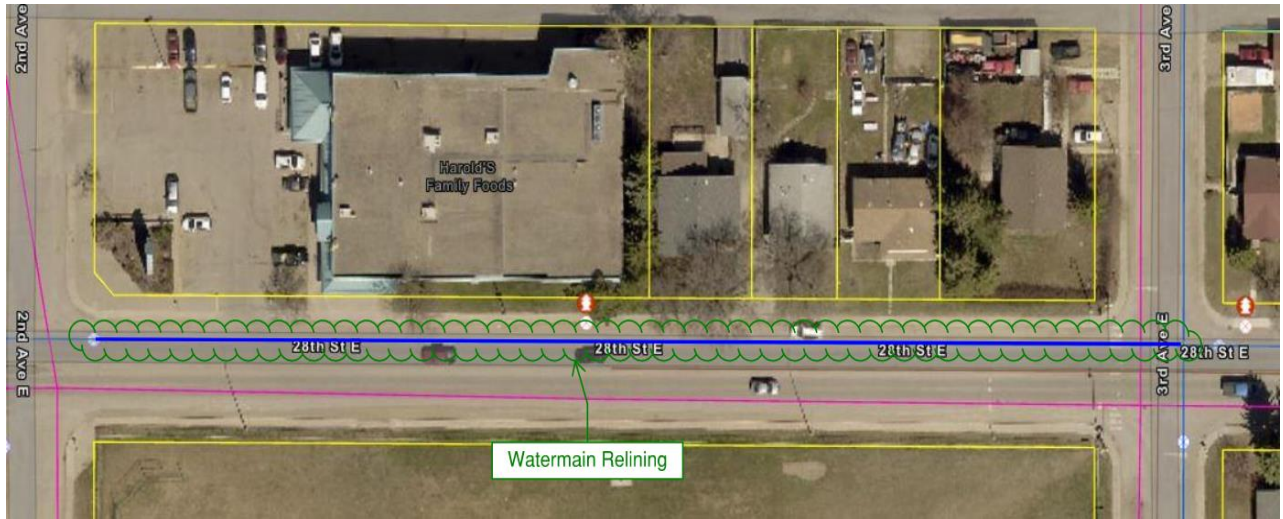 2nd Ave
3rd Ave
Harold'S
Family Foods
2nd Ave E
28th St E
28th St E
28th St E
3rd Ave E
28th St E
Watermain Relining